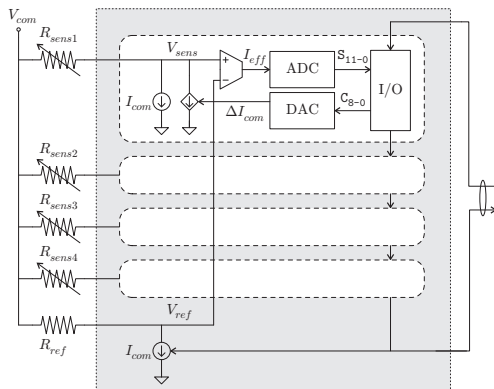 V_com
R_sens1
V_sens
I_eff
ADC
S_11-0
I/O
I_com
ΔI_com
DAC
C_8-0
+
−
R_sens2
R_sens3
R_sens4
V_ref
R_ref
I_com